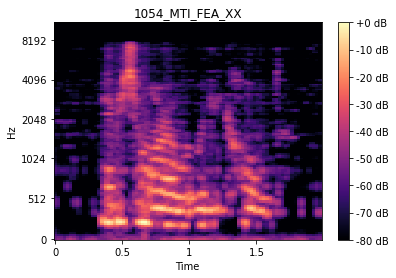 1054_MTI_FEA_XX
+0 dB
8192
-10 dB
4096
-20 dB
-30 dB
2048
Hz
-40 dB
1024
-50 dB
512
-60 dB
-70 dB
0
-80 dB
0
0.5
1
1.5
Time